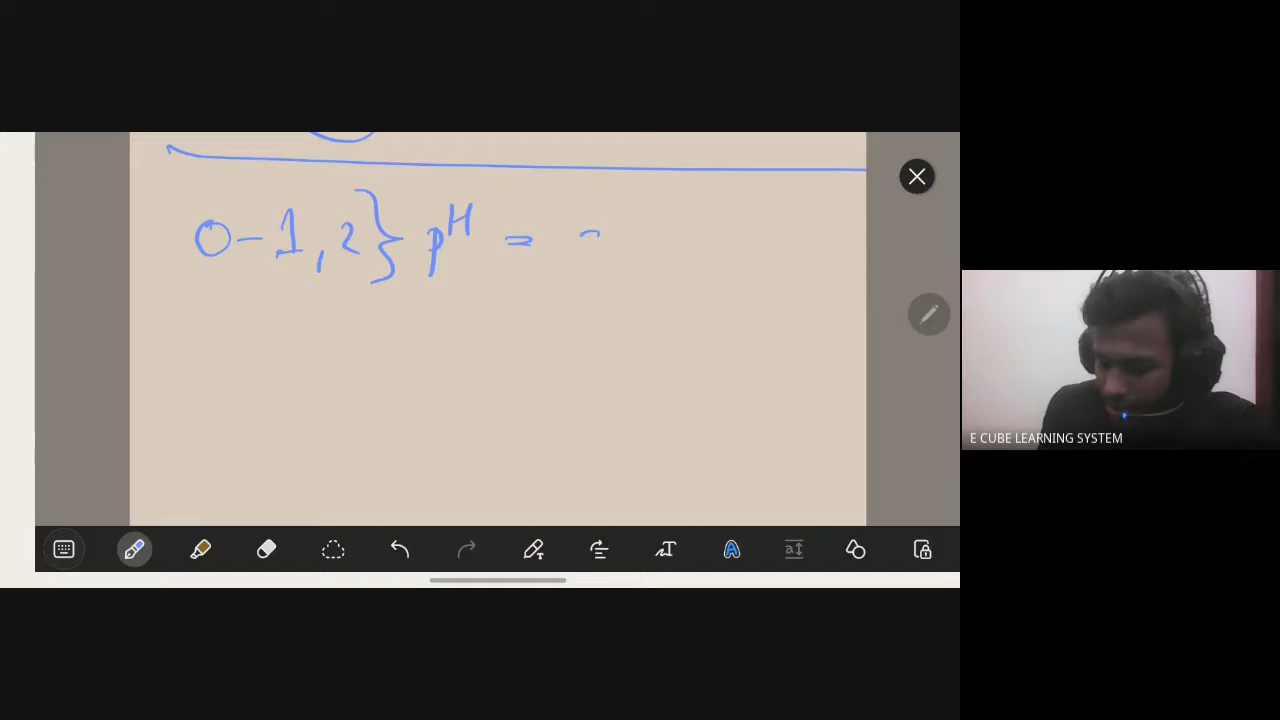 0-1,2} pH =
E CUBE LEARNING SYSTEM